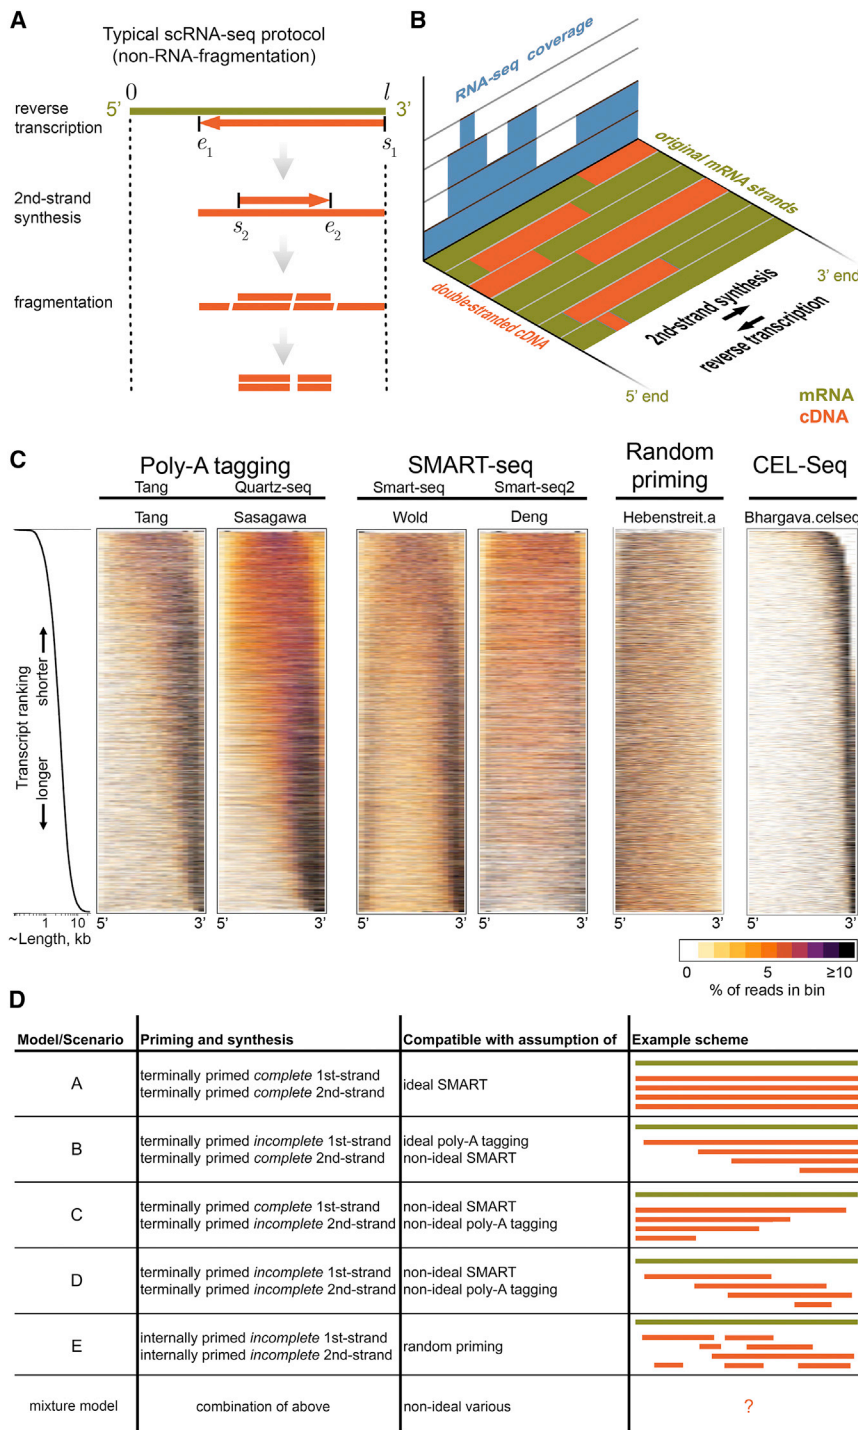 A
Typical scRNA-seq protocol
(non-RNA-fragmentation)
0
l
5’
3’
reverse
transcription
e1
s1
2nd-strand
synthesis
s2
e2
fragmentation
B
RNA-seq coverage
original mRNA strands
double-stranded cDNA
3’ end
2nd-strand synthesis
reverse transcription
5’ end
mRNA
cDNA
C
Poly-A tagging
SMART-seq
Random
priming
CEL-Seq
Tang
Quartz-seq
Smart-seq
Smart-seq2
Tang
Sasagawa
Wold
Deng
Hebenstreit.a
Bhargava.celseq
Transcript ranking
shorter
longer
1 10
~Length, kb
5’ 3’
5’ 3’
5’ 3’
5’ 3’
5’ 3’
5’ 3’
0 5 ≥10
% of reads in bin
D
Model/Scenario Priming and synthesis Compatible with assumption of Example scheme
A
terminally primed complete 1st-strand
terminally primed complete 2nd-strand
ideal SMART
B
terminally primed incomplete 1st-strand
terminally primed complete 2nd-strand
ideal poly-A tagging
non-ideal SMART
C
terminally primed complete 1st-strand
terminally primed incomplete 2nd-strand
non-ideal SMART
non-ideal poly-A tagging
D
terminally primed incomplete 1st-strand
terminally primed incomplete 2nd-strand
non-ideal SMART
non-ideal poly-A tagging
E
internally primed incomplete 1st-strand
internally primed incomplete 2nd-strand
random priming
mixture model combination of above non-ideal various ?